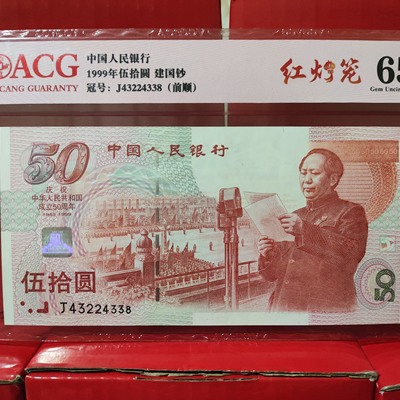 ACG
CANG GUARANTY
中国人民银行
1999年伍拾圆 建国钞
冠号：J43224338（前顺）
红灯笼
65
Gem Unc
50
中国人民银行
庆祝
中华人民共和国
成立50周年
1949-1999
伍拾圆
J43224338
50